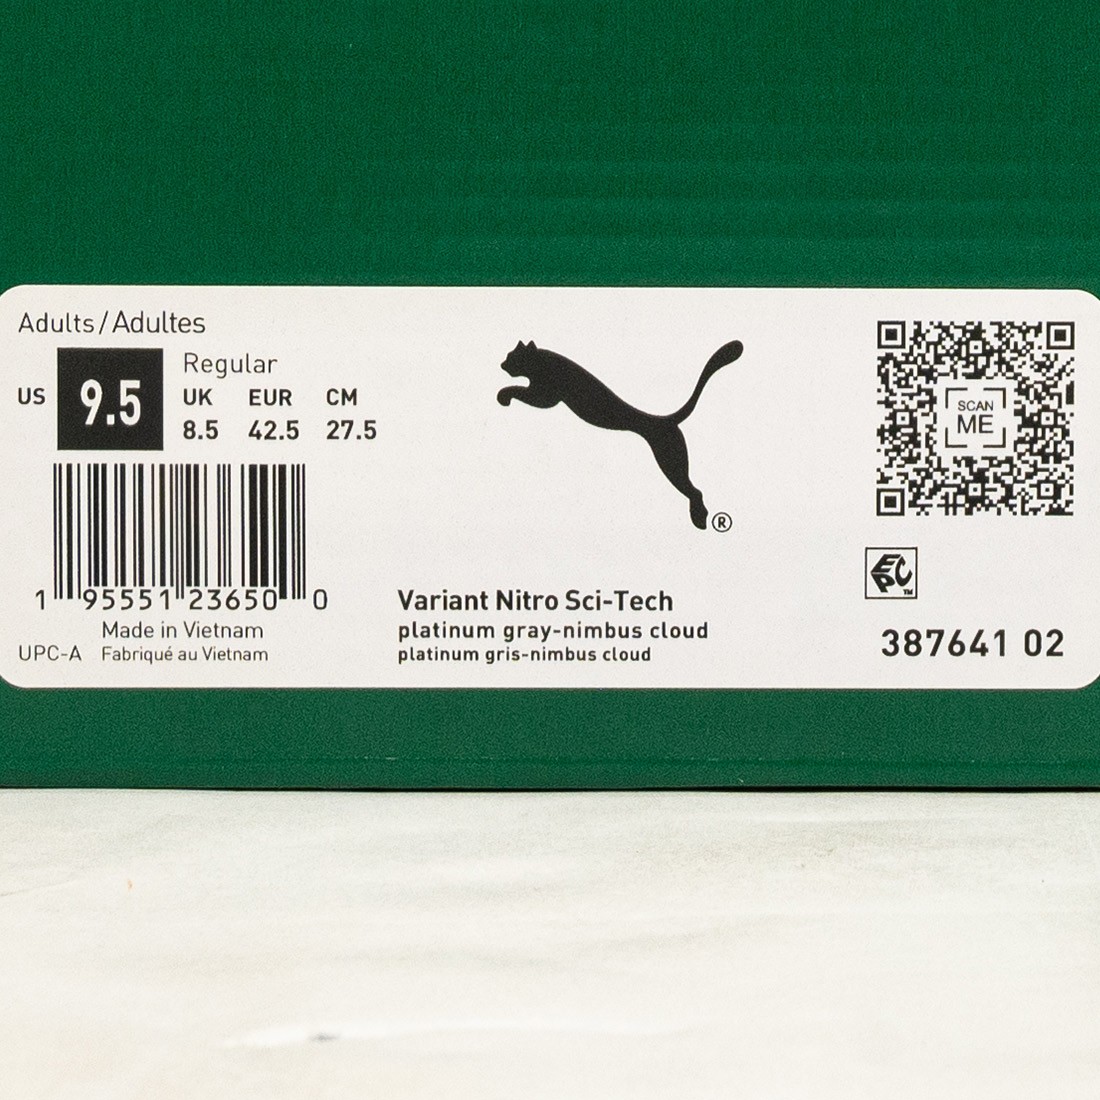 Adults/Adultes
US 9.5
Regular
UK EUR CM
8.5 42.5 27.5
1 95551 23650 0
Made in Vietnam
UPC-A Fabriqué au Vietnam
®
Variant Nitro Sci-Tech
platinum gray-nimbus cloud
platinum gris-nimbus cloud
SCAN
ME
EPC™
387641 02